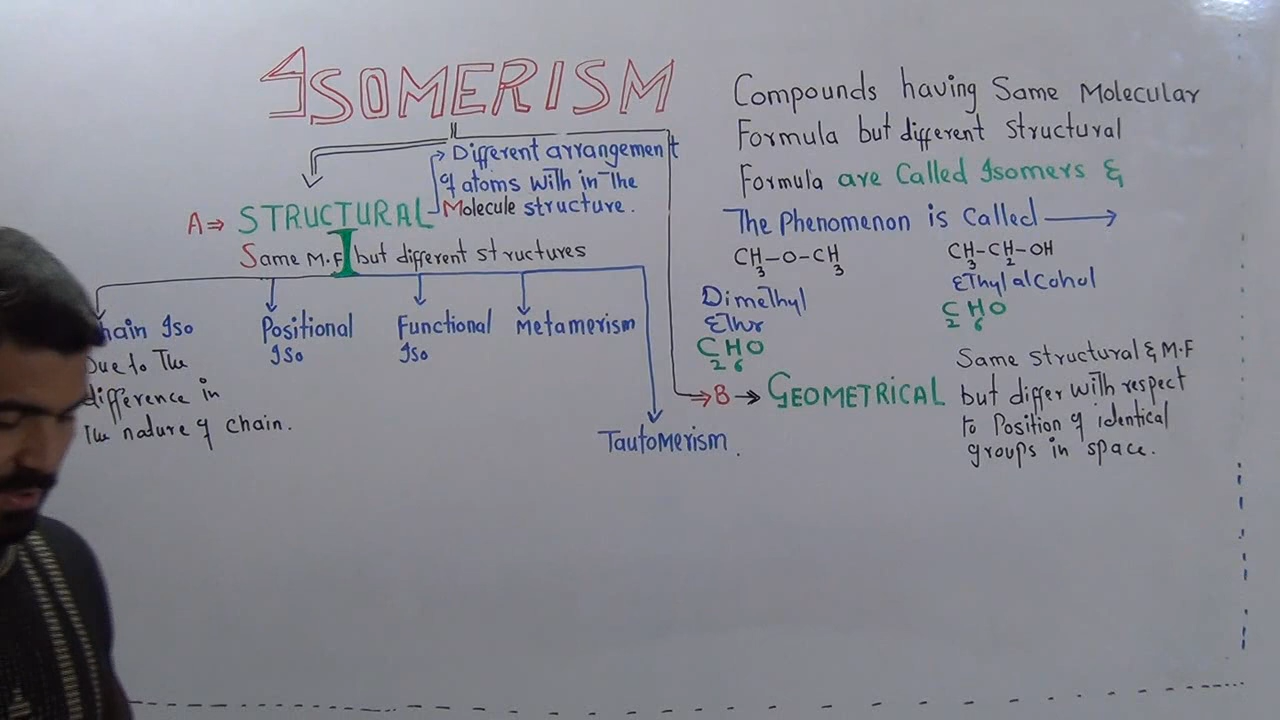 ISOMERISM
Different arrangement
of atoms with in The
A⇒ STRUCTURAL Molecule structure.
Same M.F but different structures
Chain Iso
Due to The
difference in
The nature of chain.
Positional
Iso
Functional
Iso
Metamerism
Tautomerism.
Compounds having Same Molecular
Formula but different Structural
Formula are Called Isomers &
The Phenomenon is Called →
CH3-O-CH3
Dimethyl
Ethr
C2H6O
CH3-CH2-OH
Ethyl alcohol
C2H6O
⇒B→ GEOMETRICAL
Same structural & M.F
but differ with respect
to Position of identical
groups in space.